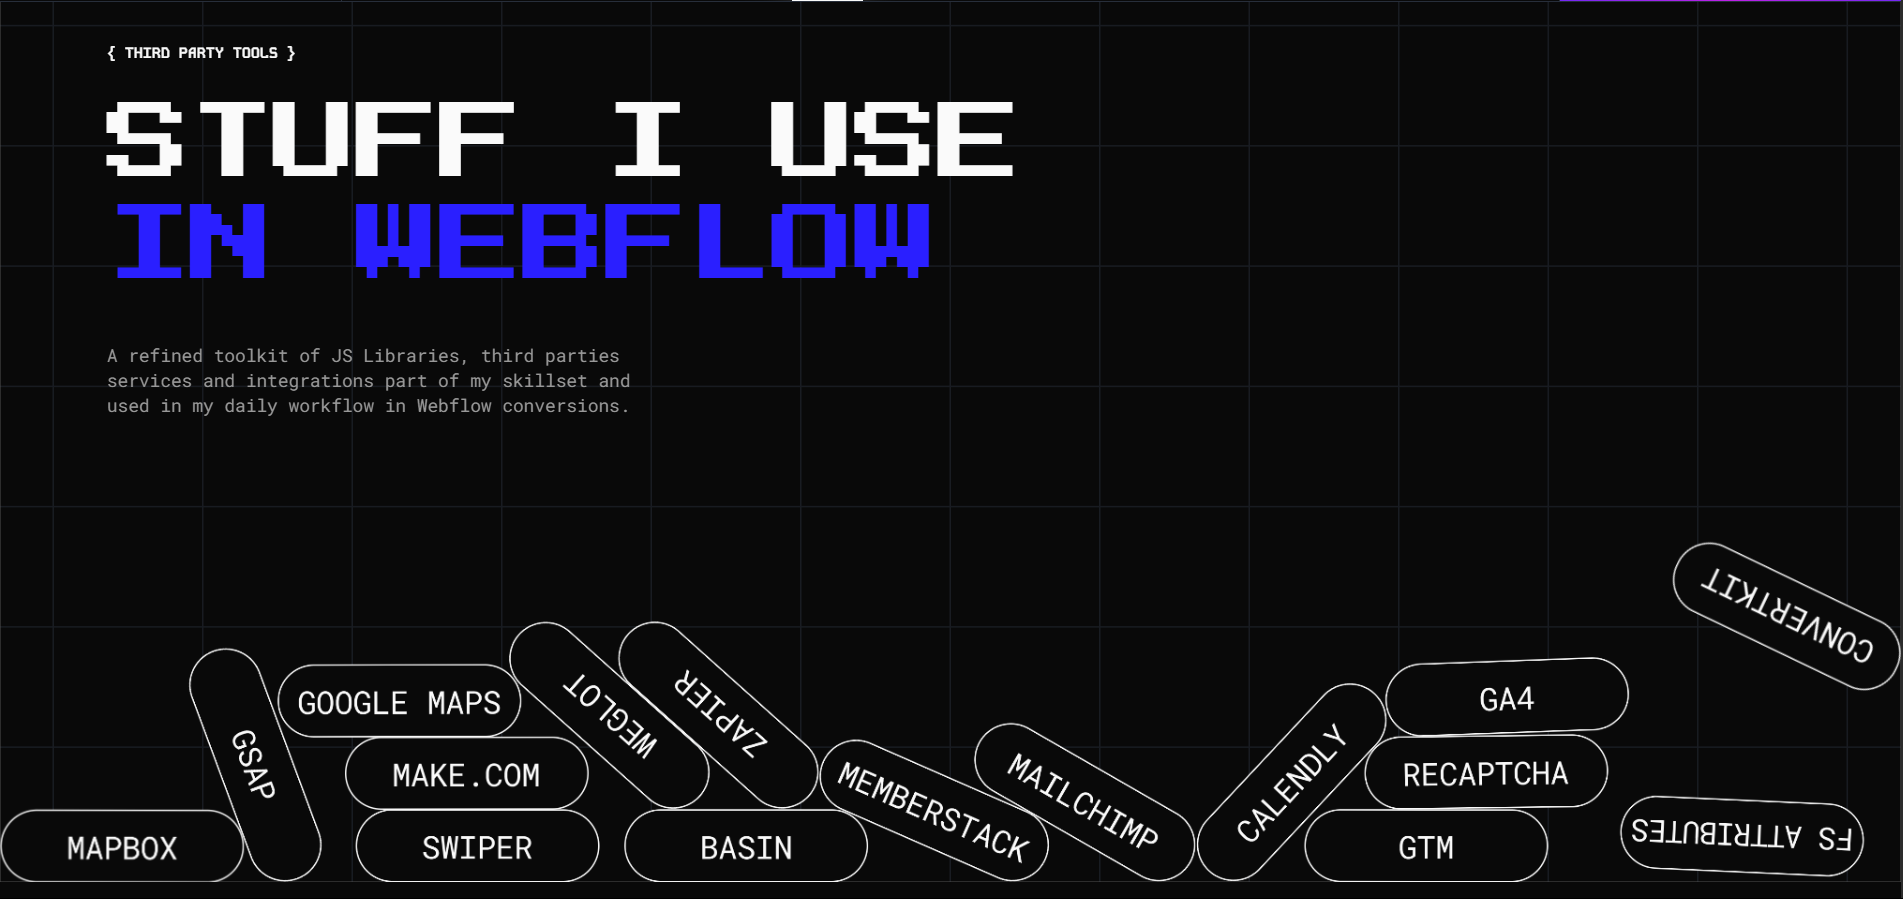 { THIRD PARTY TOOLS }
STUFF I USE
IN WEBFLOW
A refined toolkit of JS Libraries, third parties
services and integrations part of my skillset and
used in my daily workflow in Webflow conversions.
CONVERTKIT
GOOGLE MAPS
WEGLOT
ZAPIER
GA4
GSAP
MAKE.COM
MEMBERSTACK
MAILCHIMP
CALENDLY
RECAPTCHA
MAPBOX
SWIPER
BASIN
GTM
FS ATTRIBUTES